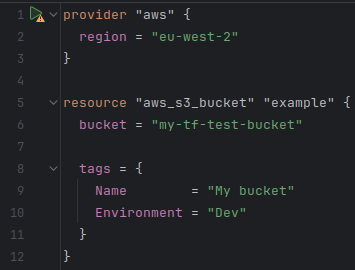 1 provider "aws" {
2   region = "eu-west-2"
3 }
4
5 resource "aws_s3_bucket" "example" {
6   bucket = "my-tf-test-bucket"
7
8   tags = {
9     Name        = "My bucket"
10     Environment = "Dev"
11   }
12 }